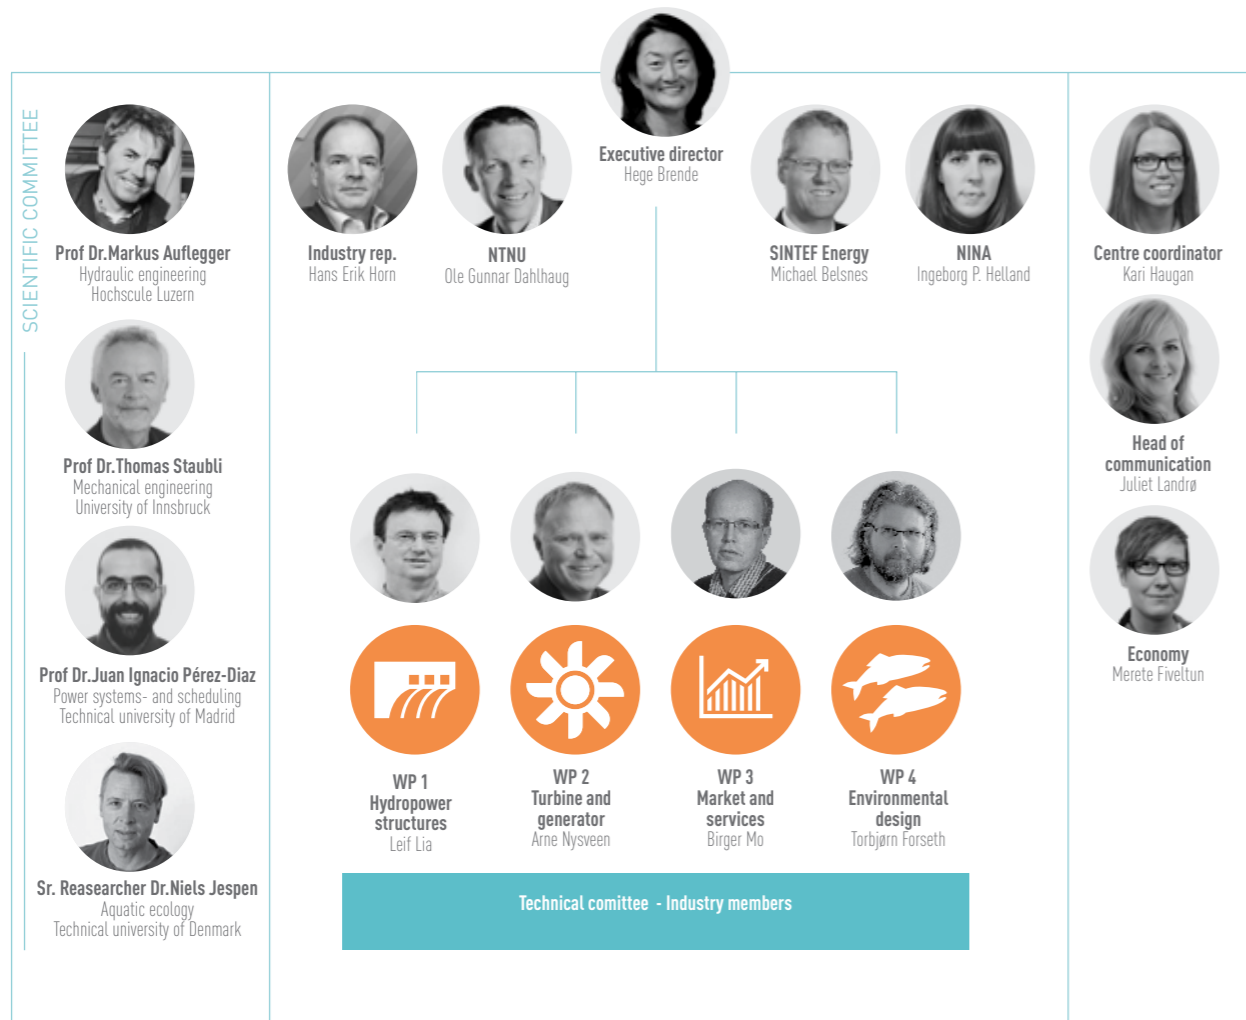 SCIENTIFIC COMMITTEE
Prof Dr.Markus Auflegger
Hydraulic engineering
Hochscule Luzern
Prof Dr.Thomas Staubli
Mechanical engineering
University of Innsbruck
Prof Dr.Juan Ignacio Pérez-Diaz
Power systems- and scheduling
Technical university of Madrid
Sr. Reasearcher Dr.Niels Jespen
Aquatic ecology
Technical university of Denmark
Executive director
Hege Brende
Industry rep.
Hans Erik Horn
NTNU
Ole Gunnar Dahlhaug
SINTEF Energy
Michael Belsnes
NINA
Ingeborg P. Helland
WP 1
Hydropower
structures
Leif Lia
WP 2
Turbine and
generator
Arne Nysveen
WP 3
Market and
services
Birger Mo
WP 4
Environmental
design
Torbjørn Forseth
Technical comittee - Industry members
Centre coordinator
Kari Haugan
Head of
communication
Juliet Landrø
Economy
Merete Fiveltun